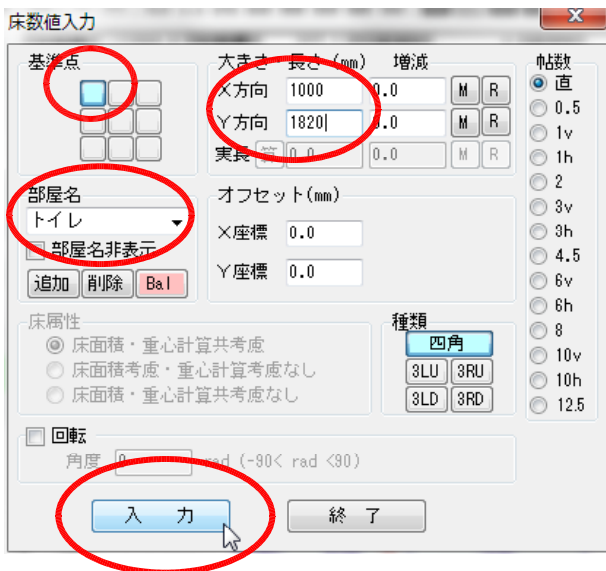 床数値入力
基準点
大きさ 長さ(mm) 増減
X方向 1000 0.0 M R
Y方向 1820 0.0 M R
実長 算 0.0 0.0 M R
部屋名
トイレ
部屋名非表示
追加 削除 Bal
オフセット(mm)
X座標 0.0
Y座標 0.0
床属性
床面積・重心計算共考慮
床面積考慮・重心計算考慮なし
床面積・重心計算共考慮なし
種類
四角
3LU 3RU
3LD 3RD
回転
角度 0 rad (-90< rad <90)
入 力
終 了
帖数
直
0.5
1v
1h
2
3v
3h
4.5
6v
6h
8
10v
10h
12.5